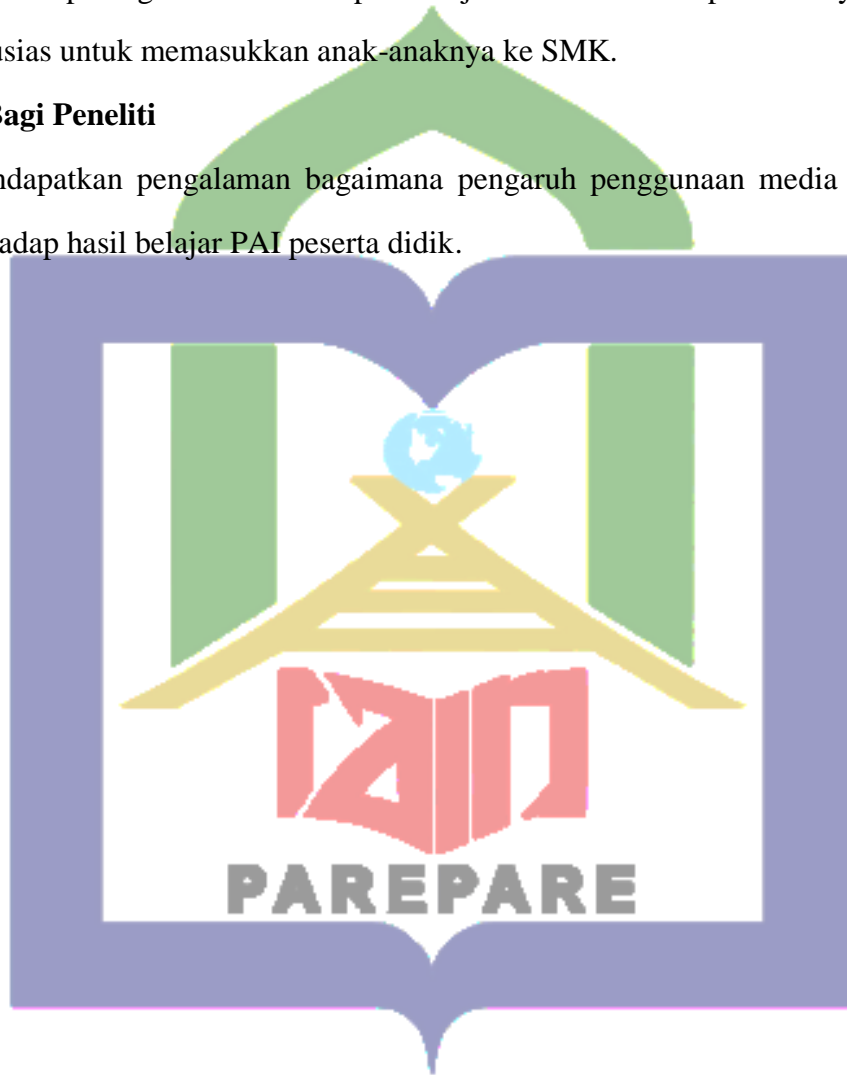 usias untuk memasukkan anak-anaknya ke SMK.
Bagi Peneliti
ndapatkan pengalaman bagaimana pengaruh penggunaan media
adap hasil belajar PAI peserta didik.
iain
PAREPARE